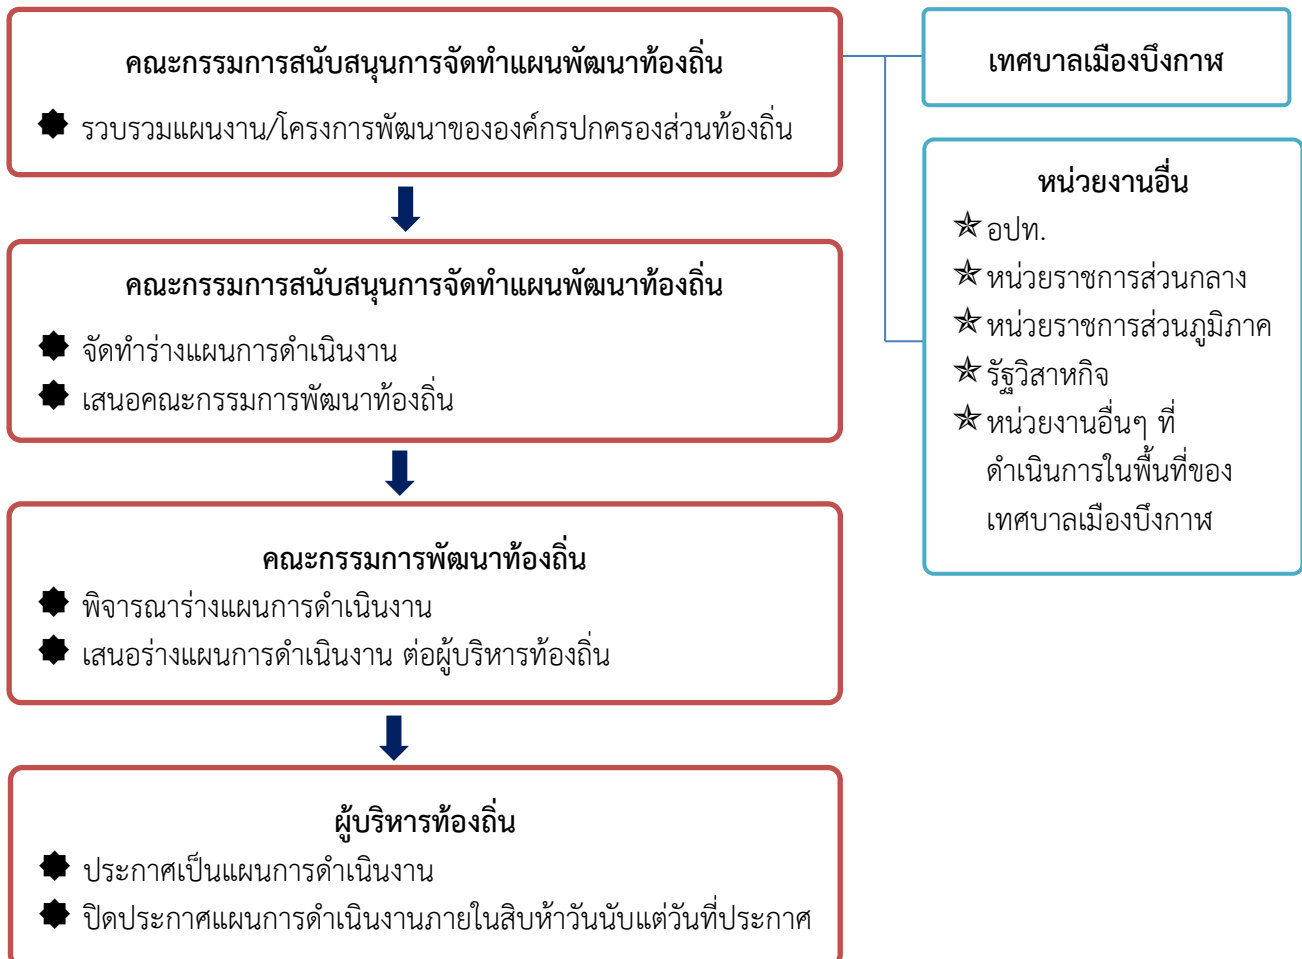 คณะกรรมการสนับสนุนการจัดทำแผนพัฒนาท้องถิ่น
รวบรวมแผนงาน/โครงการพัฒนาขององค์กรปกครองส่วนท้องถิ่น
เทศบาลเมืองบึงกาฬ
หน่วยงานอื่น
อปท.
หน่วยราชการส่วนกลาง
หน่วยราชการส่วนภูมิภาค
รัฐวิสาหกิจ
หน่วยงานอื่นๆ ที่
ดำเนินการในพื้นที่ของ
เทศบาลเมืองบึงกาฬ
คณะกรรมการสนับสนุนการจัดทำแผนพัฒนาท้องถิ่น
จัดทำร่างแผนการดำเนินงาน
เสนอคณะกรรมการพัฒนาท้องถิ่น
คณะกรรมการพัฒนาท้องถิ่น
พิจารณาร่างแผนการดำเนินงาน
เสนอร่างแผนการดำเนินงาน ต่อผู้บริหารท้องถิ่น
ผู้บริหารท้องถิ่น
ประกาศเป็นแผนการดำเนินงาน
ปิดประกาศแผนการดำเนินงานภายในสิบห้าวันนับแต่วันที่ประกาศ